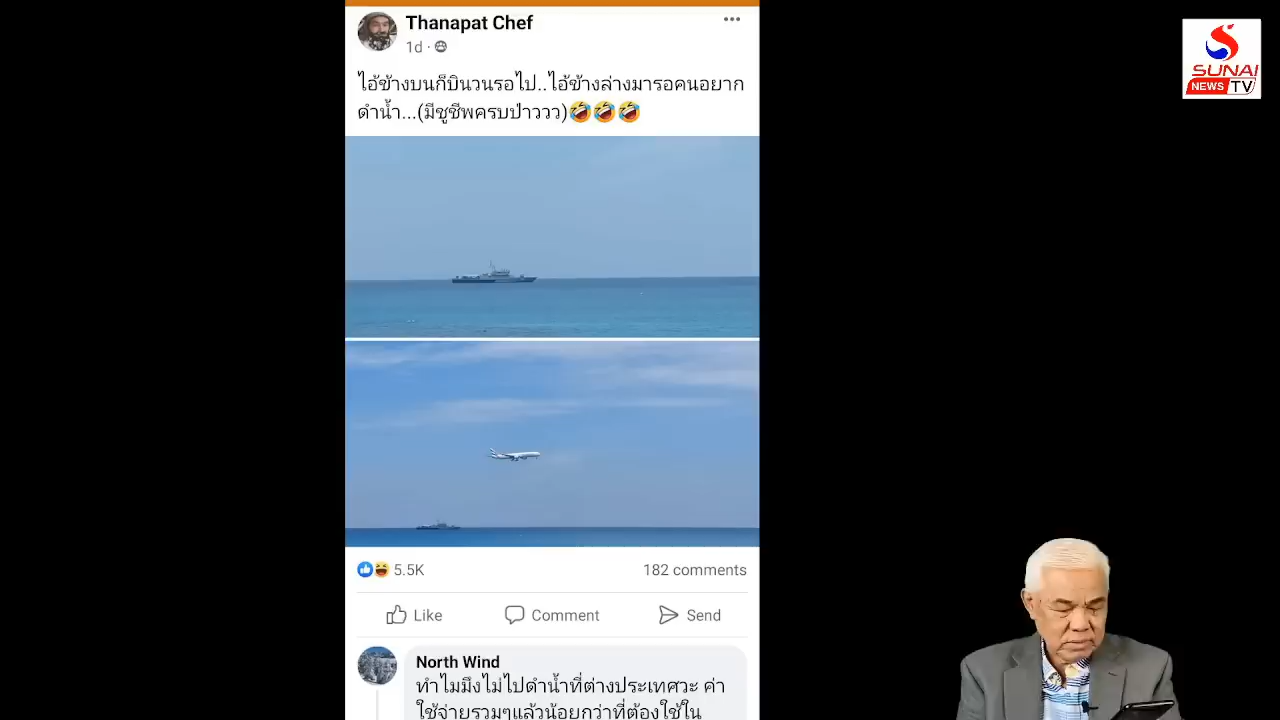 Thanapat Chef
1d ·
ไอ้ข้างบนก็บินวนรอไป..ไอ้ข้างล่างมารอคนอยาก
ดำน้ำ...(มีชูชีพครบป่าววว)🤣🤣🤣
5.5K
182 comments
Like
Comment
Send
North Wind
ทำไมมึงไม่ไปดำน้ำที่ต่างประเทศวะ ค่า
ใช้จ่ายรวมๆแล้วน้อยกว่าที่ต้องใช้ใน
SUNAI
NEWS TV